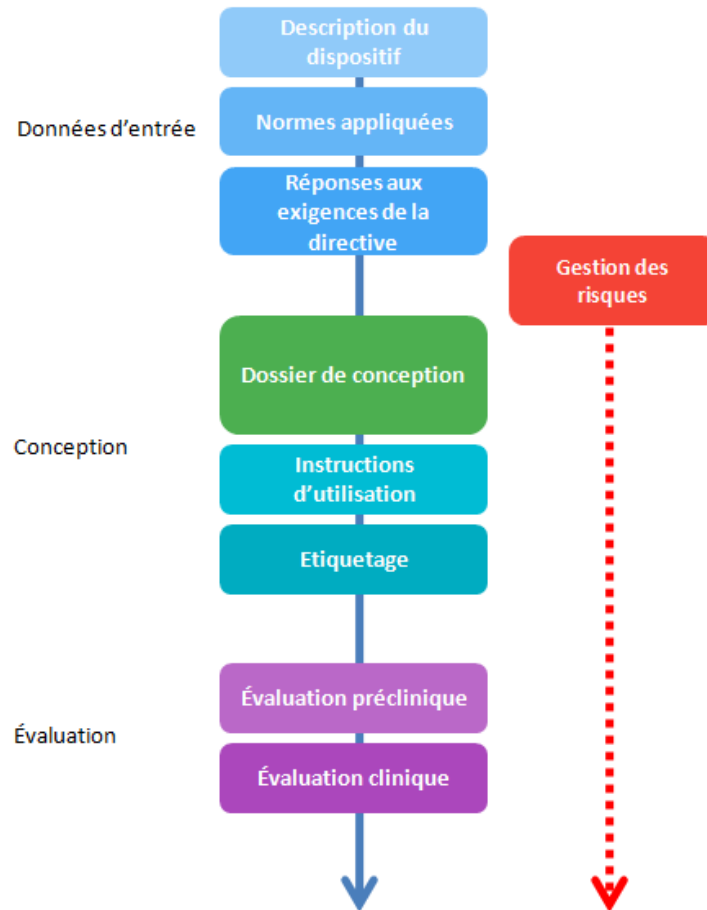 Description du
dispositif
Données d'entrée
Normes appliquées
Réponses aux
exigences de la
directive
Gestion des
risques
Dossier de conception
Conception
Instructions
d'utilisation
Etiquetage
Évaluation préclinique
Évaluation
Évaluation clinique